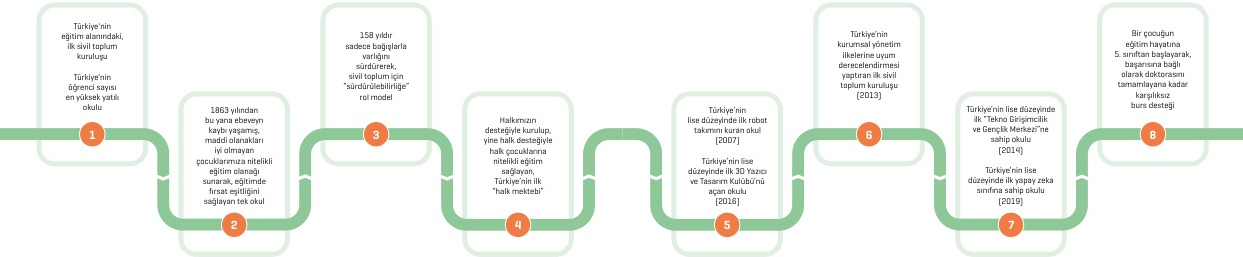 Türkiye'nin
eğitim alanındaki,
ilk sivil toplum
kuruluşu
Türkiye'nin
öğrenci sayısı
en yüksek yatılı
okulu
1
1863 yılından
bu yana ebeveyn
kaybı yaşamış,
maddi olanakları
iyi olmayan
çocuklarımıza nitelikli
eğitim olanağı
sunarak, eğitimde
fırsat eşitliğini
sağlayan tek okul
2
158 yıldır
sadece bağışlarla
varlığını
sürdürerek,
sivil toplum için
"sürdürülebilirliğe"
rol model
3
Halkımızın
desteğiyle kurulup,
yine halk desteğiyle
halk çocuklarına
nitelikli eğitim
sağlayan,
Türkiye'nin ilk
"halk mektebi"
4
Türkiye'nin
lise düzeyinde ilk robot
takımını kuran okul
(2007)
Türkiye'nin lise
düzeyinde ilk 3D Yazıcı
ve Tasarım Kulübü'nü
açan okulu
(2016)
5
Türkiye'nin
kurumsal yönetim
ilkelerine uyum
derecelendirmesi
yaptıran ilk sivil
toplum kuruluşu
(2013)
6
Türkiye'nin lise düzeyinde
ilk "Tekno Girişimcilik
ve Gençlik Merkezi"ne
sahip okulu
(2014)
Türkiye'nin lise
düzeyinde ilk yapay zeka
sınıfına sahip okulu
(2019)
7
Bir çocuğun
eğitim hayatına
5. sınıftan başlayarak,
başarısına bağlı
olarak doktorasını
tamamlayana kadar
karşılıksız
burs desteği
8